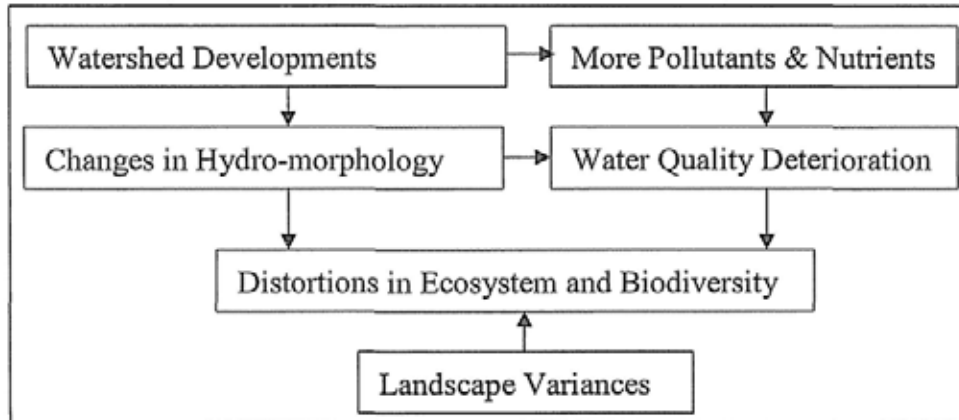 Watershed Developments
More Pollutants & Nutrients
Changes in Hydro-morphology
Water Quality Deterioration
Distortions in Ecosystem and Biodiversity
Landscape Variances